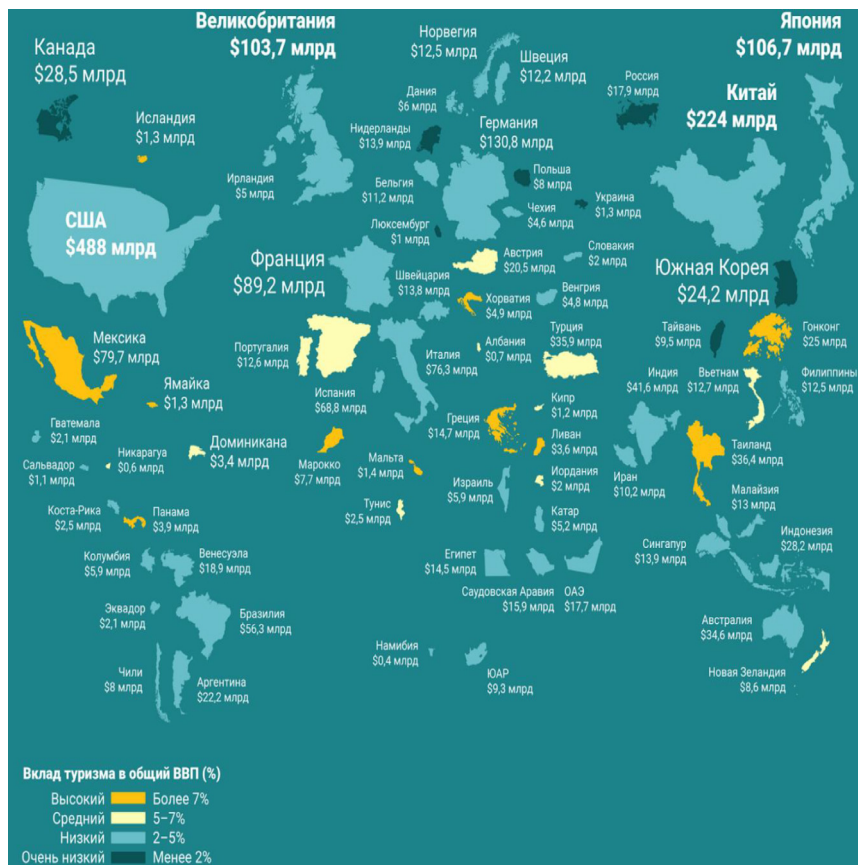 Великобритания
$103,7 млрд
Япония
$106,7 млрд
Канада
$28,5 млрд
Норвегия
$12,5 млрд
Швеция
$12,2 млрд
Россия
$17,9 млрд
Китай
$224 млрд
Исландия
$1,3 млрд
Дания
$6 млрд
Нидерланды
$13,9 млрд
Германия
$130,8 млрд
Ирландия
$5 млрд
Бельгия
$11,2 млрд
Польша
$8 млрд
Украина
$1,3 млрд
Чехия
$4,6 млрд
США
$488 млрд
Люксембург
$1 млрд
Франция
$89,2 млрд
Австрия
$20,5 млрд
Словакия
$2 млрд
Швейцария
$13,8 млрд
Хорватия
$4,9 млрд
Венгрия
$4,8 млрд
Южная Корея
$24,2 млрд
Мексика
$79,7 млрд
Португалия
$12,6 млрд
Италия
$76,3 млрд
Албания
$0,7 млрд
Турция
$35,9 млрд
Тайвань
$9,5 млрд
Гонконг
$25 млрд
Ямайка
$1,3 млрд
Испания
$68,8 млрд
Кипр
$1,2 млрд
Индия
$41,6 млрд
Вьетнам
$12,7 млрд
Филиппины
$12,5 млрд
Гватемала
$2,1 млрд
Никарагуа
$0,6 млрд
Доминикана
$3,4 млрд
Греция
$14,7 млрд
Ливан
$3,6 млрд
Таиланд
$36,4 млрд
Сальвадор
$1,1 млрд
Марокко
$7,7 млрд
Мальта
$1,4 млрд
Израиль
$5,9 млрд
Иордания
$2 млрд
Иран
$10,2 млрд
Малайзия
$13 млрд
Коста-Рика
$2,5 млрд
Панама
$3,9 млрд
Тунис
$2,5 млрд
Катар
$5,2 млрд
Сингапур
$13,9 млрд
Индонезия
$28,2 млрд
Колумбия
$5,9 млрд
Венесуэла
$18,9 млрд
Египет
$14,5 млрд
Саудовская Аравия
$15,9 млрд
ОАЭ
$17,7 млрд
Эквадор
$2,1 млрд
Бразилия
$56,3 млрд
Австралия
$34,6 млрд
Чили
$8 млрд
Аргентина
$22,2 млрд
Намибия
$0,4 млрд
ЮАР
$9,3 млрд
Новая Зеландия
$8,6 млрд
Вклад туризма в общий ВВП (%)
Высокий Более 7%
Средний 5–7%
Низкий 2–5%
Очень низкий Менее 2%